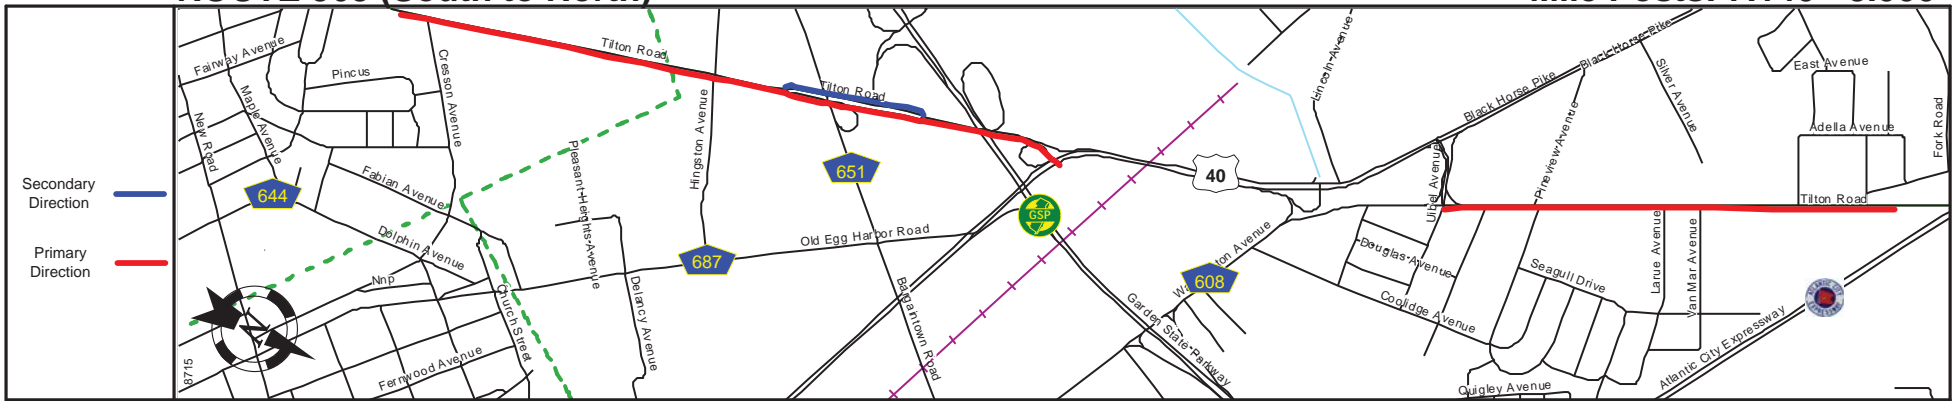 Secondary
Direction
Primary
Direction
Fairway Avenue
Pincus
Maple Avenue
New Road
Cresson Avenue
644
Fabian Avenue
Dolphin Avenue
Nnp
Church Street
Fernwood Avenue
8715
N
Tilton Road
Pleasant Heights Avenue
Hingston Avenue
687
Delancy Avenue
Tilton Road
651
Old Egg Harbor Road
Bargaintown Road
GSP
Garden State Parkway
40
608
Lincoln Avenue
Black Horse Pike
Black Horse Pike
Uibel Avenue
Pineview Avenue
Silver Avenue
East Avenue
Adella Avenue
Fork Road
Tilton Road
Douglas Avenue
Coolidge Avenue
Seagull Drive
Larue Avenue
Van Mar Avenue
Quigley Avenue
Atlantic City Expressway